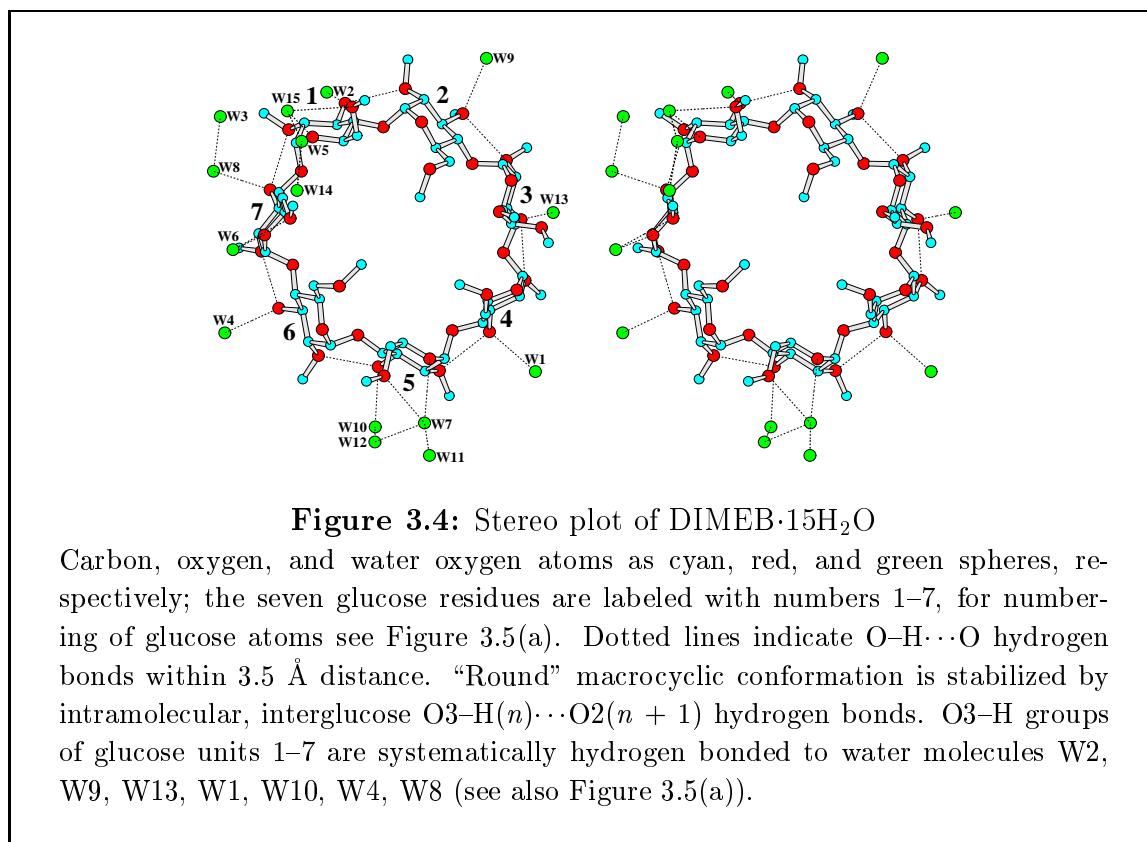 W9
W15 1 W2 2
W3
W5
W8
W14
7 3 W13
W6
W4 6 4
W1
5
W10 W7
W12
W11
Figure 3.4: Stereo plot of DIMEB·15H₂O
Carbon, oxygen, and water oxygen atoms as cyan, red, and green spheres, re-
spectively; the seven glucose residues are labeled with numbers 1–7, for number-
ing of glucose atoms see Figure 3.5(a). Dotted lines indicate O–H···O hydrogen
bonds within 3.5 Å distance. “Round” macrocyclic conformation is stabilized by
intramolecular, interglucose O3–H(n)···O2(n + 1) hydrogen bonds. O3–H groups
of glucose units 1–7 are systematically hydrogen bonded to water molecules W2,
W9, W13, W1, W10, W4, W8 (see also Figure 3.5(a)).